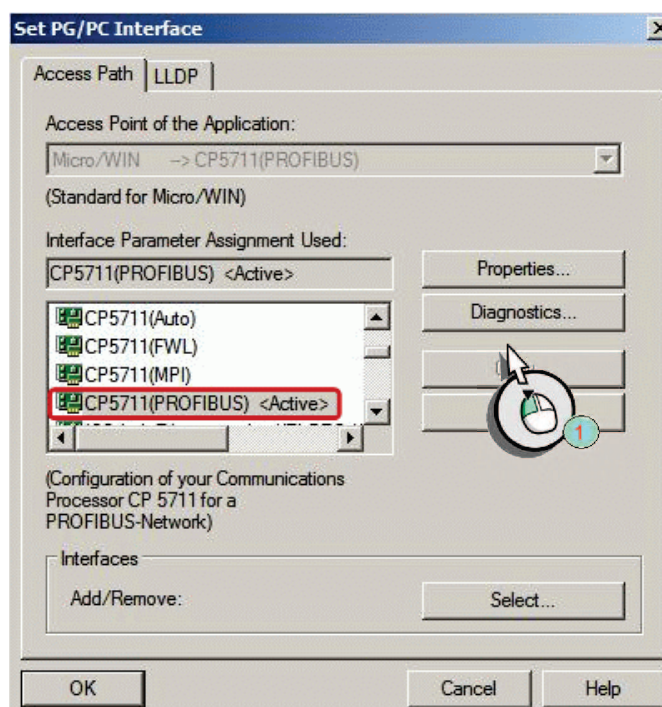 Set PG/PC Interface
Access Path
LLDP
Access Point of the Application:
Micro/WIN --> CP5711(PROFIBUS)
(Standard for Micro/WIN)
Interface Parameter Assignment Used:
CP5711(PROFIBUS) <Active>
Properties...
Diagnostics...
CP5711(Auto)
CP5711(FWL)
CP5711(MPI)
CP5711(PROFIBUS) <Active>
1
(Configuration of your Communications
Processor CP 5711 for a
PROFIBUS-Network)
Interfaces
Add/Remove:
Select...
OK
Cancel
Help